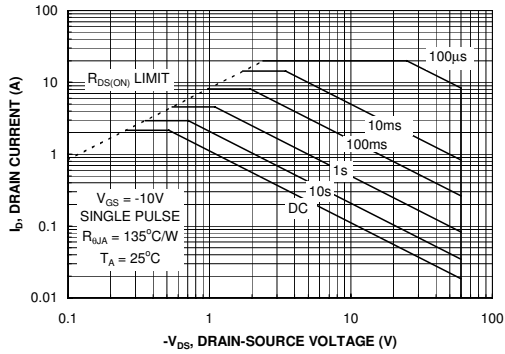 100
10
1
0.1
0.01
I_D, DRAIN CURRENT (A)
R_DS(ON) LIMIT
100µs
10ms
100ms
1s
10s
DC
V_GS = -10V
SINGLE PULSE
R_θJA = 135°C/W
T_A = 25°C
0.1
1
10
100
-V_DS, DRAIN-SOURCE VOLTAGE (V)